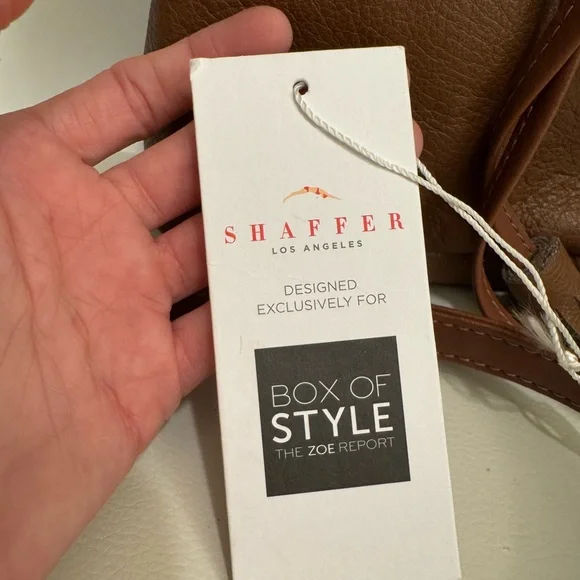 SHAFFER
LOS ANGELES
DESIGNED
EXCLUSIVELY FOR
BOX OF
STYLE
THE ZOE REPORT